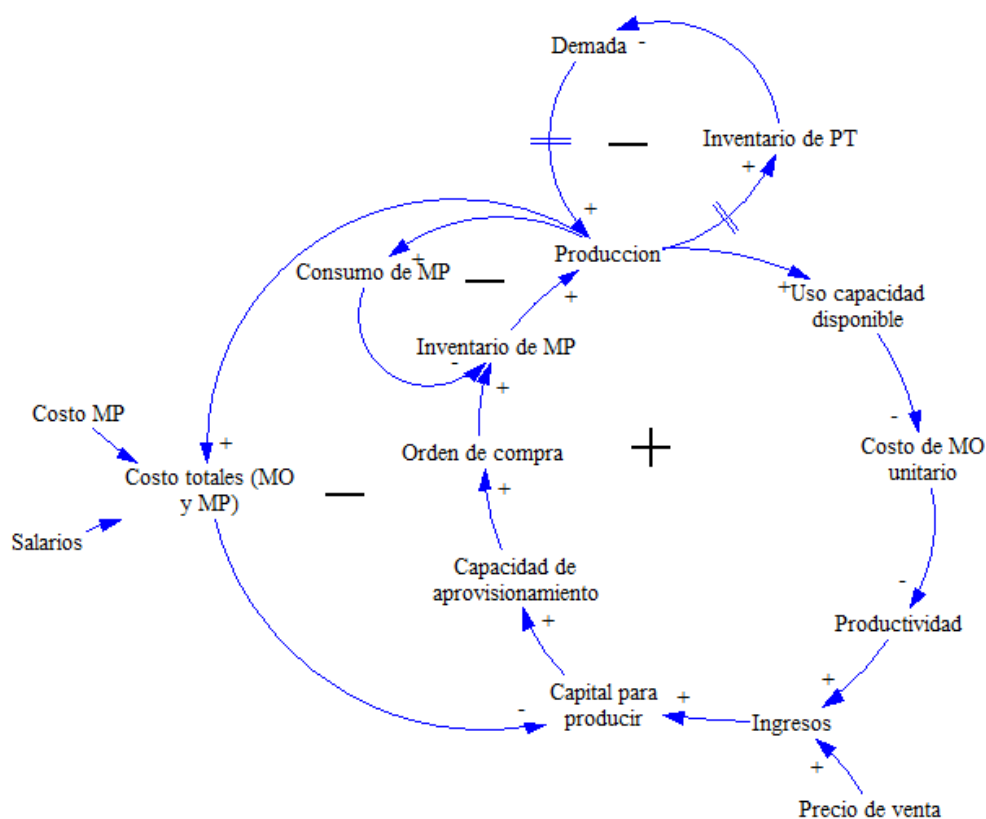 Demada
Inventario de PT
Produccion
Consumo de MP
Uso capacidad
disponible
Inventario de MP
Costo MP
Orden de compra
Costo de MO
unitario
Costo totales (MO
y MP)
Salarios
Capacidad de
aprovisionamiento
Productividad
Capital para
producir
Ingresos
Precio de venta